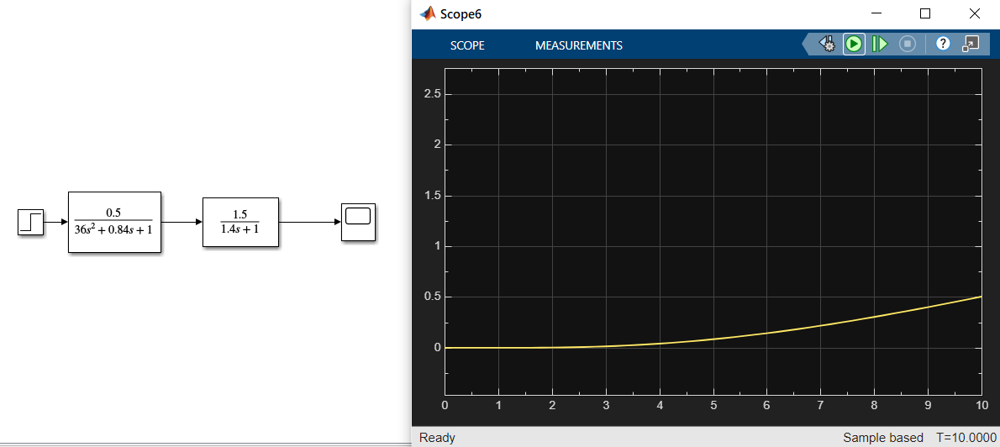 Scope6
SCOPE MEASUREMENTS ?
2.5
2
1.5
1
0.5
0
0 1 2 3 4 5 6 7 8 9 10
Ready Sample based T=10.0000
0.5
36s² + 0.84s + 1
1.5
1.4s + 1